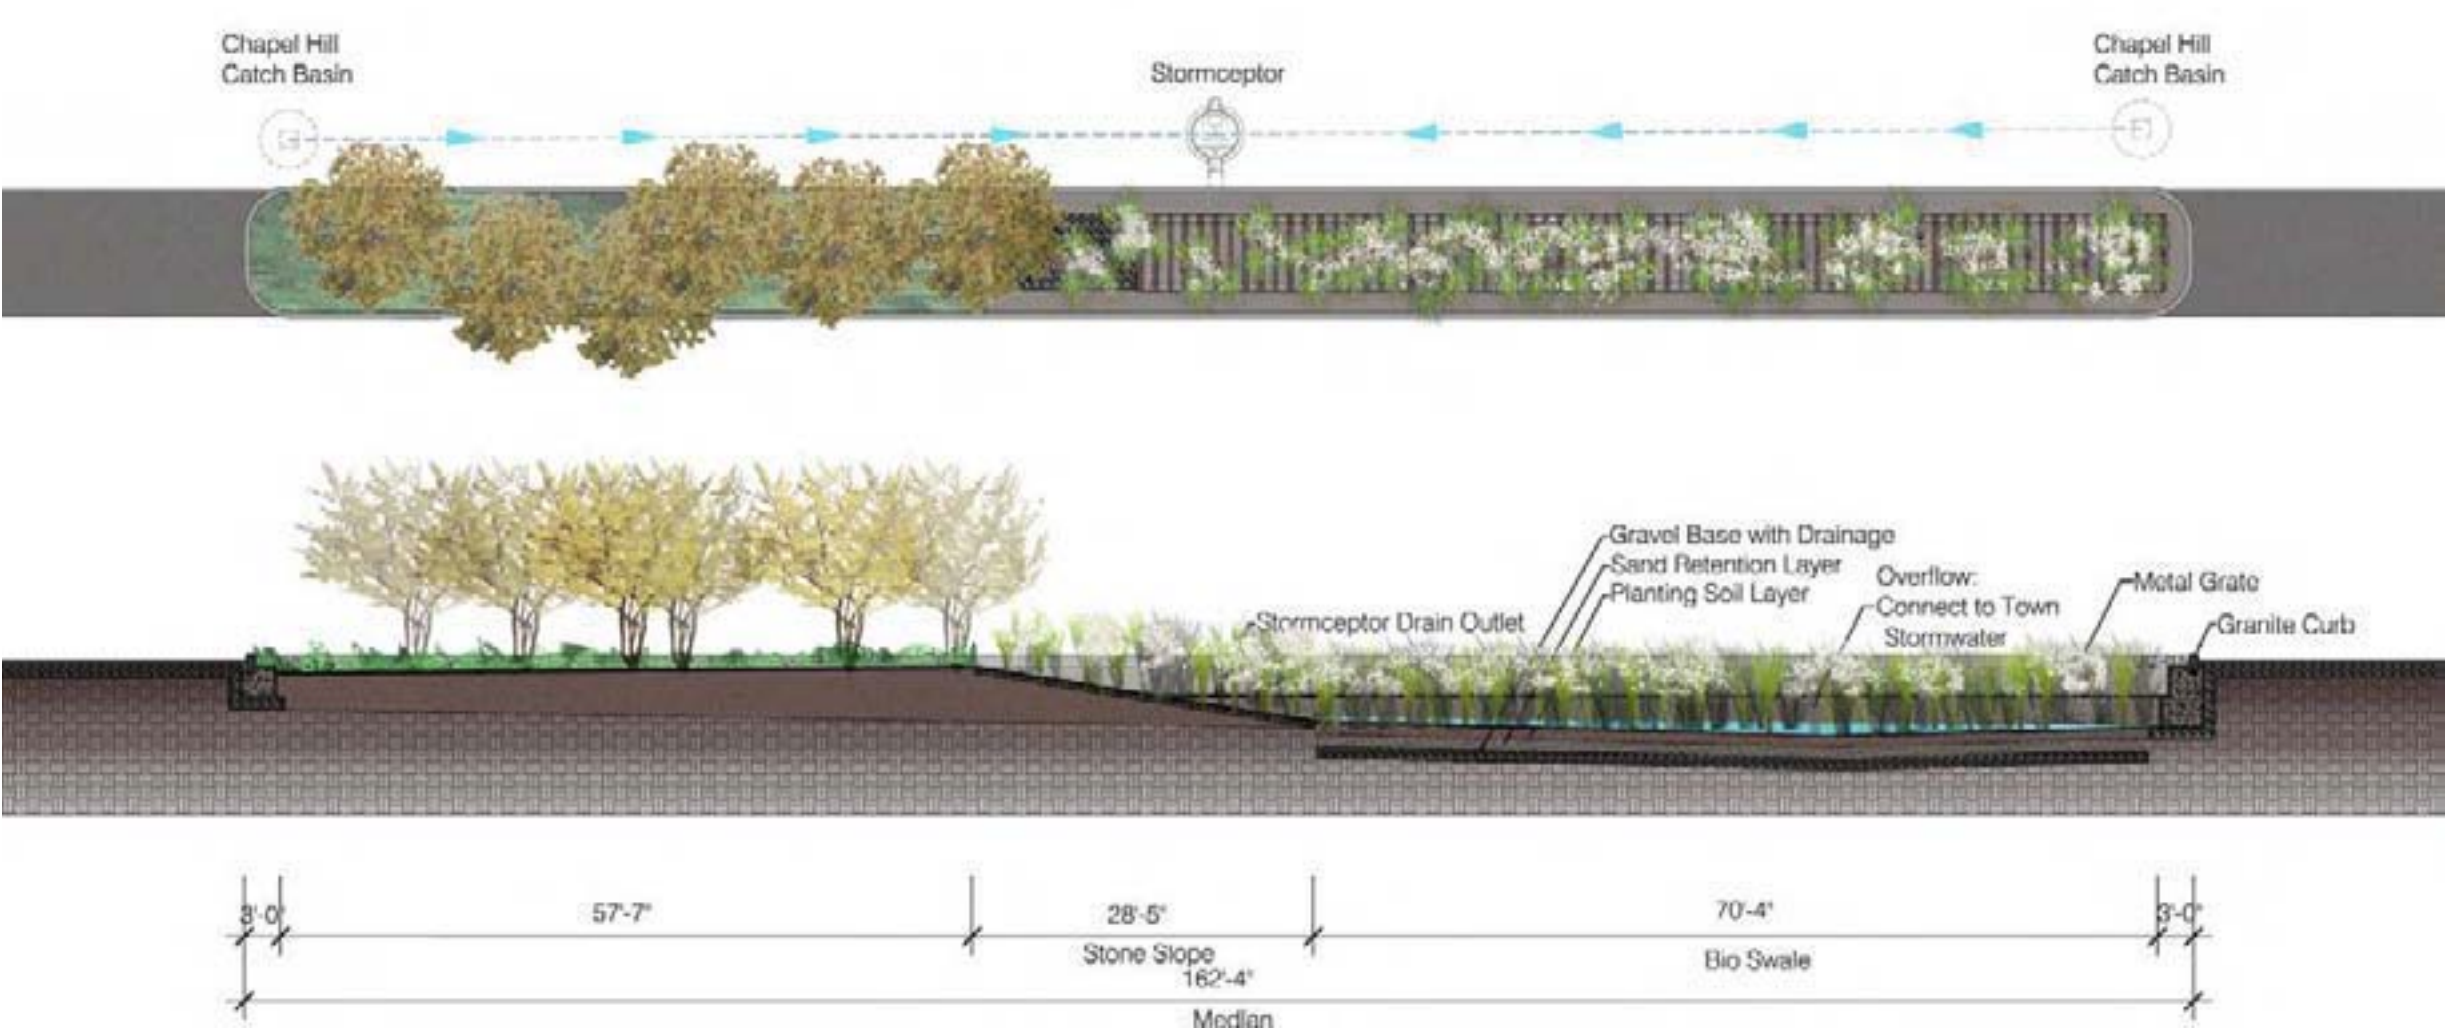 Chapel Hill
Catch Basin
Stormceptor
Chapel Hill
Catch Basin
Gravel Base with Drainage
Sand Retention Layer
Planting Soil Layer
Stormceptor Drain Outlet
Overflow:
Connect to Town
Stormwater
Metal Grate
Granite Curb
3'-0"
57'-7"
28'-5"
70'-4"
3'-0"
Stone Slope
Bio Swale
162'-4"
Median